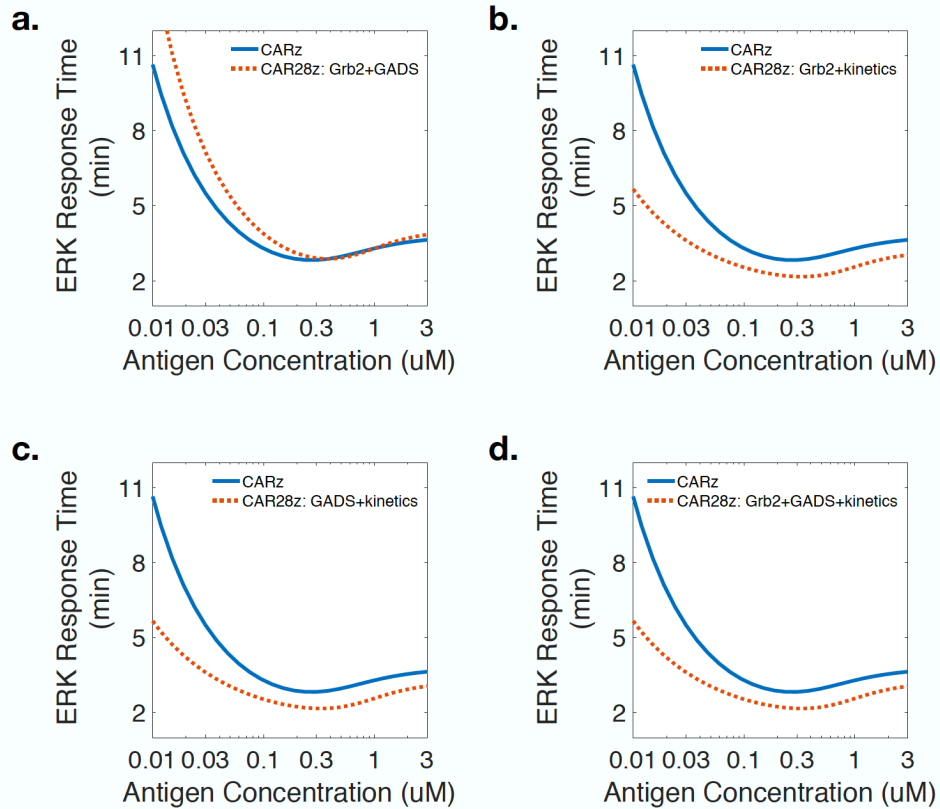 a.
ERK Response Time
(min)
11
8
5
2
CARz
CAR28z: Grb2+GADS
0.01 0.03 0.1 0.3 1 3
Antigen Concentration (uM)
b.
ERK Response Time
(min)
11
8
5
2
CARz
CAR28z: Grb2+kinetics
0.01 0.03 0.1 0.3 1 3
Antigen Concentration (uM)
c.
ERK Response Time
(min)
11
8
5
2
CARz
CAR28z: GADS+kinetics
0.01 0.03 0.1 0.3 1 3
Antigen Concentration (uM)
d.
ERK Response Time
(min)
11
8
5
2
CARz
CAR28z: Grb2+GADS+kinetics
0.01 0.03 0.1 0.3 1 3
Antigen Concentration (uM)